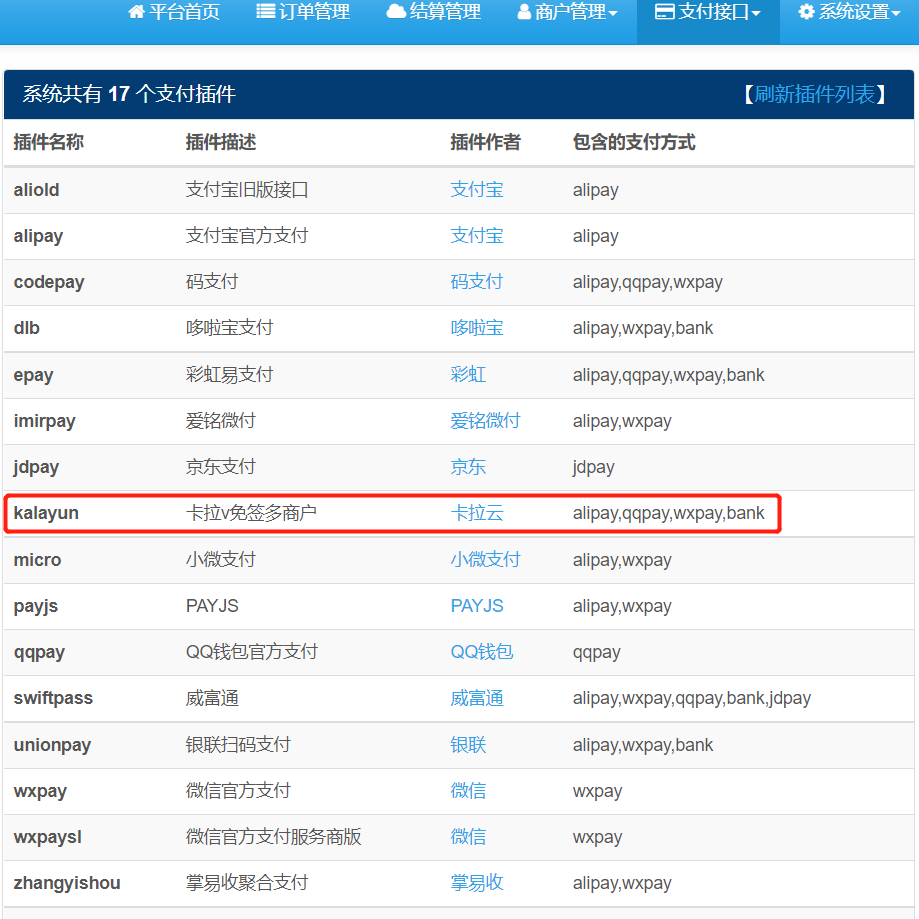 平台首页 订单管理 结算管理 商户管理 支付接口 系统设置
系统共有 17 个支付插件 【刷新插件列表】
插件名称 插件描述 插件作者 包含的支付方式
aliold 支付宝旧版接口 支付宝 alipay
alipay 支付宝官方支付 支付宝 alipay
codepay 码支付 码支付 alipay,qqpay,wxpay
dlb 哆啦宝支付 哆啦宝 alipay,wxpay,bank
epay 彩虹易支付 彩虹 alipay,qqpay,wxpay,bank
imirpay 爱铭微付 爱铭微付 alipay,wxpay
jdpay 京东支付 京东 jdpay
kalayun 卡拉v免签多商户 卡拉云 alipay,qqpay,wxpay,bank
micro 小微支付 小微支付 alipay,wxpay
payjs PAYJS PAYJS alipay,wxpay
qqpay QQ钱包官方支付 QQ钱包 qqpay
swiftpass 威富通 威富通 alipay,wxpay,qqpay,bank,jdpay
unionpay 银联扫码支付 银联 alipay,wxpay,bank
wxpay 微信官方支付 微信 wxpay
wxpaysl 微信官方支付服务商版 微信 wxpay
zhangyishou 掌易收聚合支付 掌易收 alipay,wxpay